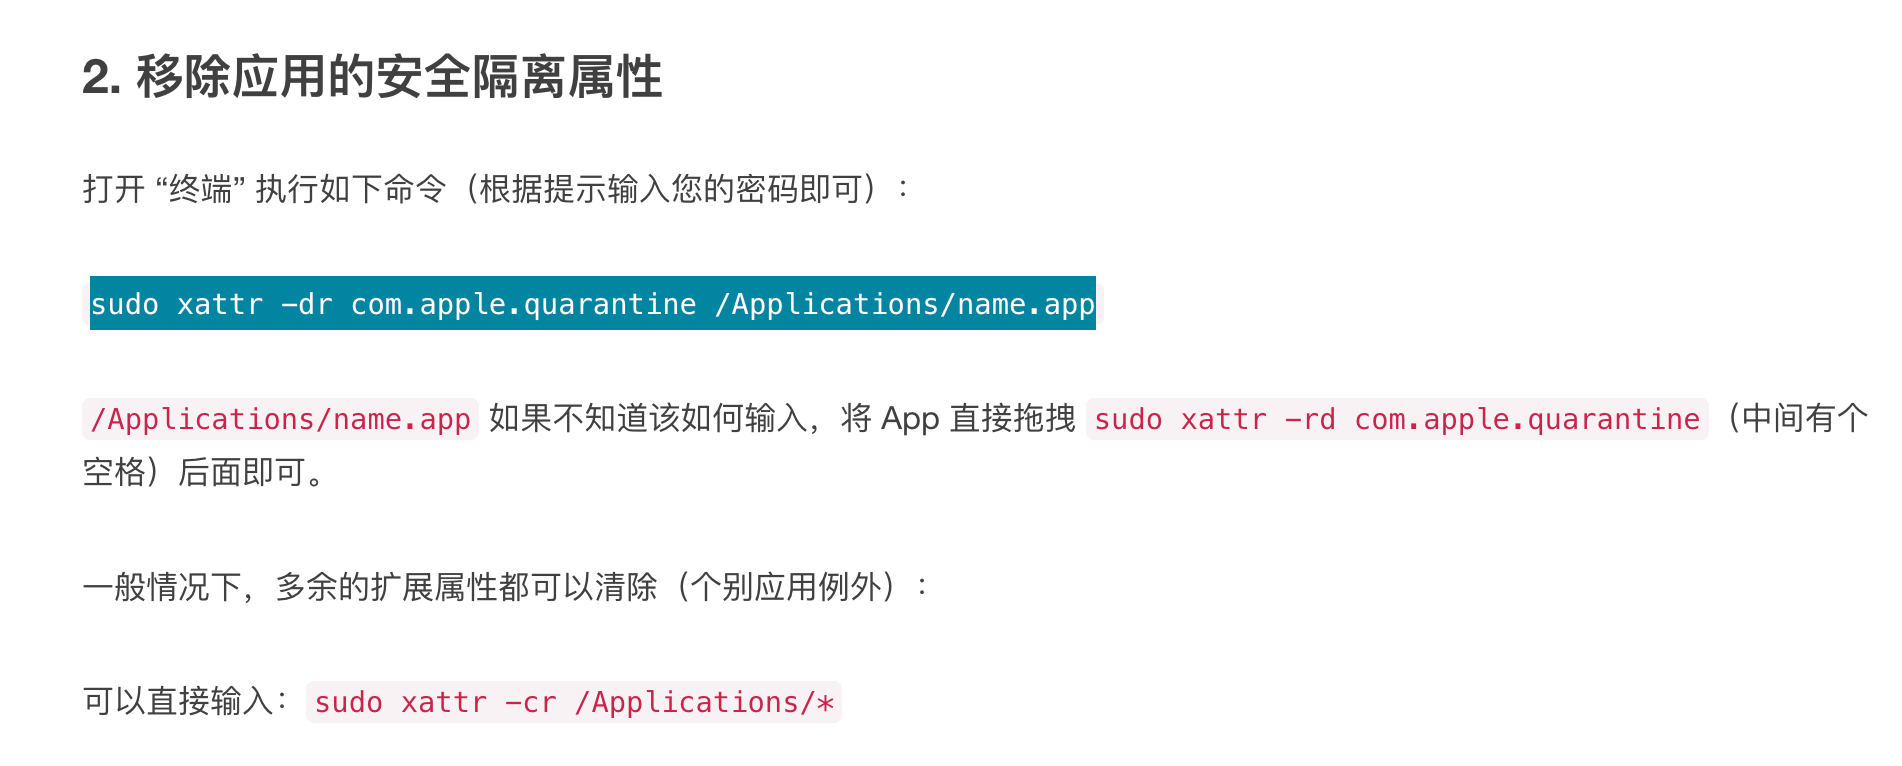 2. 移除应用的安全隔离属性
打开 “终端” 执行如下命令（根据提示输入您的密码即可）：
sudo xattr -dr com.apple.quarantine /Applications/name.app
/Applications/name.app 如果不知道该如何输入，将 App 直接拖拽 sudo xattr -rd com.apple.quarantine（中间有个
空格）后面即可。
一般情况下，多余的扩展属性都可以清除（个别应用例外）：
可以直接输入：sudo xattr -cr /Applications/*